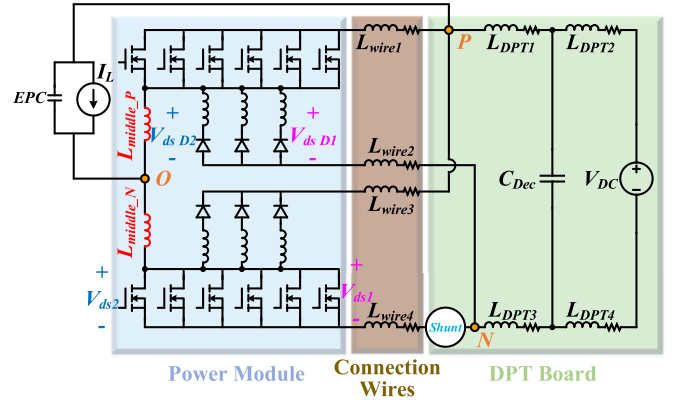 L_wire1
P
L_DPT1
L_DPT2
EPC
I_L
L_middle_P
+
V_ds D2
-
+
V_ds D1
-
L_wire2
O
L_wire3
C_Dec
V_DC
+
-
L_middle_N
+
V_ds2
-
+
V_ds1
-
L_wire4
Shunt
N
L_DPT3
L_DPT4
Power Module
Connection
Wires
DPT Board